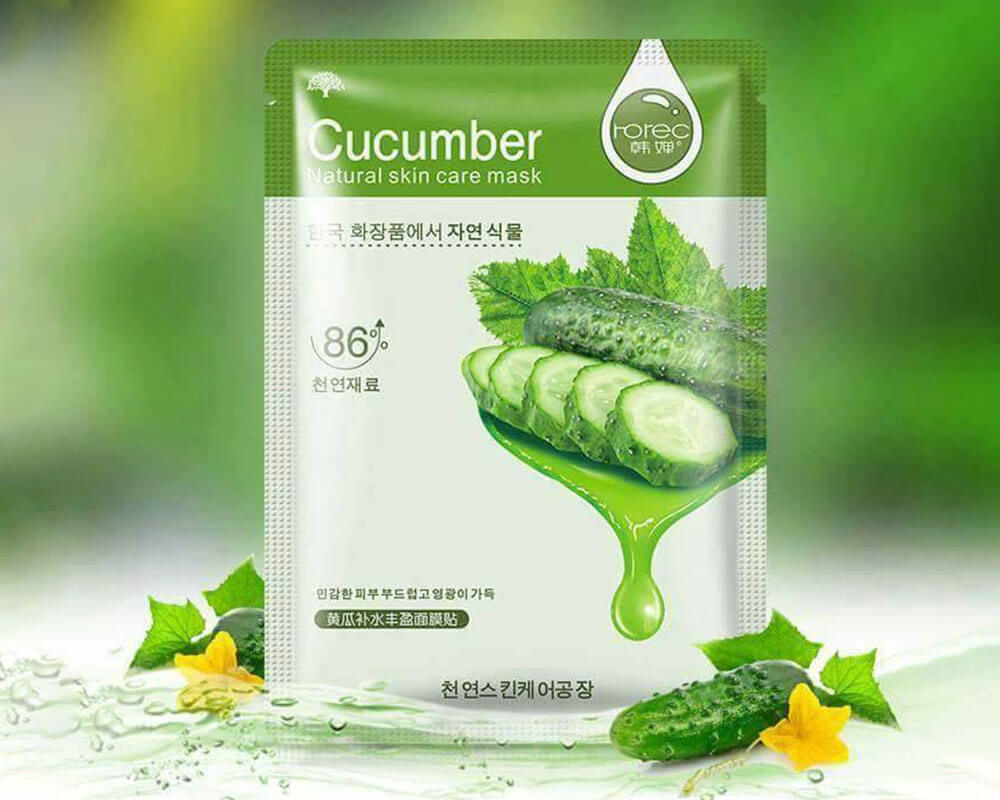 Cucumber
Natural skin care mask
Horec
韩婵®
한국 화장품에서 자연식물
86%
천연재료
민감한 피부 부드럽고 영광이 가득
黄瓜补水丰盈面膜贴
천연스킨케어공장